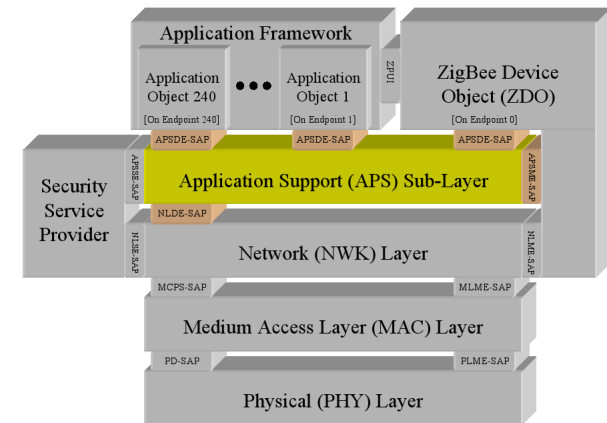 Application Framework
Application
Object 240
[On Endpoint 240]
Application
Object 1
[On Endpoint 1]
ZPUI
ZigBee Device
Object (ZDO)
[On Endpoint 0]
APSDE-SAP
APSDE-SAP
APSDE-SAP
Security
Service
Provider
APSSE-SAP
Application Support (APS) Sub-Layer
APSME-SAP
NLDE-SAP
NLSE-SAP
Network (NWK) Layer
NLME-SAP
MCPS-SAP
MLME-SAP
Medium Access Layer (MAC) Layer
PD-SAP
PLME-SAP
Physical (PHY) Layer